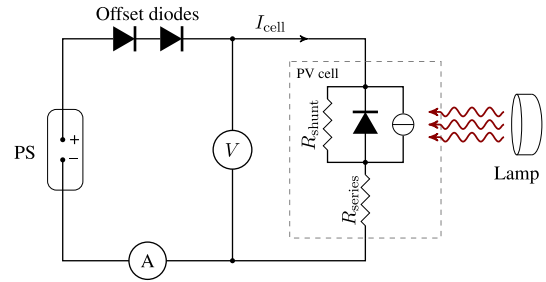 Offset diodes
I_cell
PV cell
+
PS
−
R_shunt
V
R_series
Lamp
A